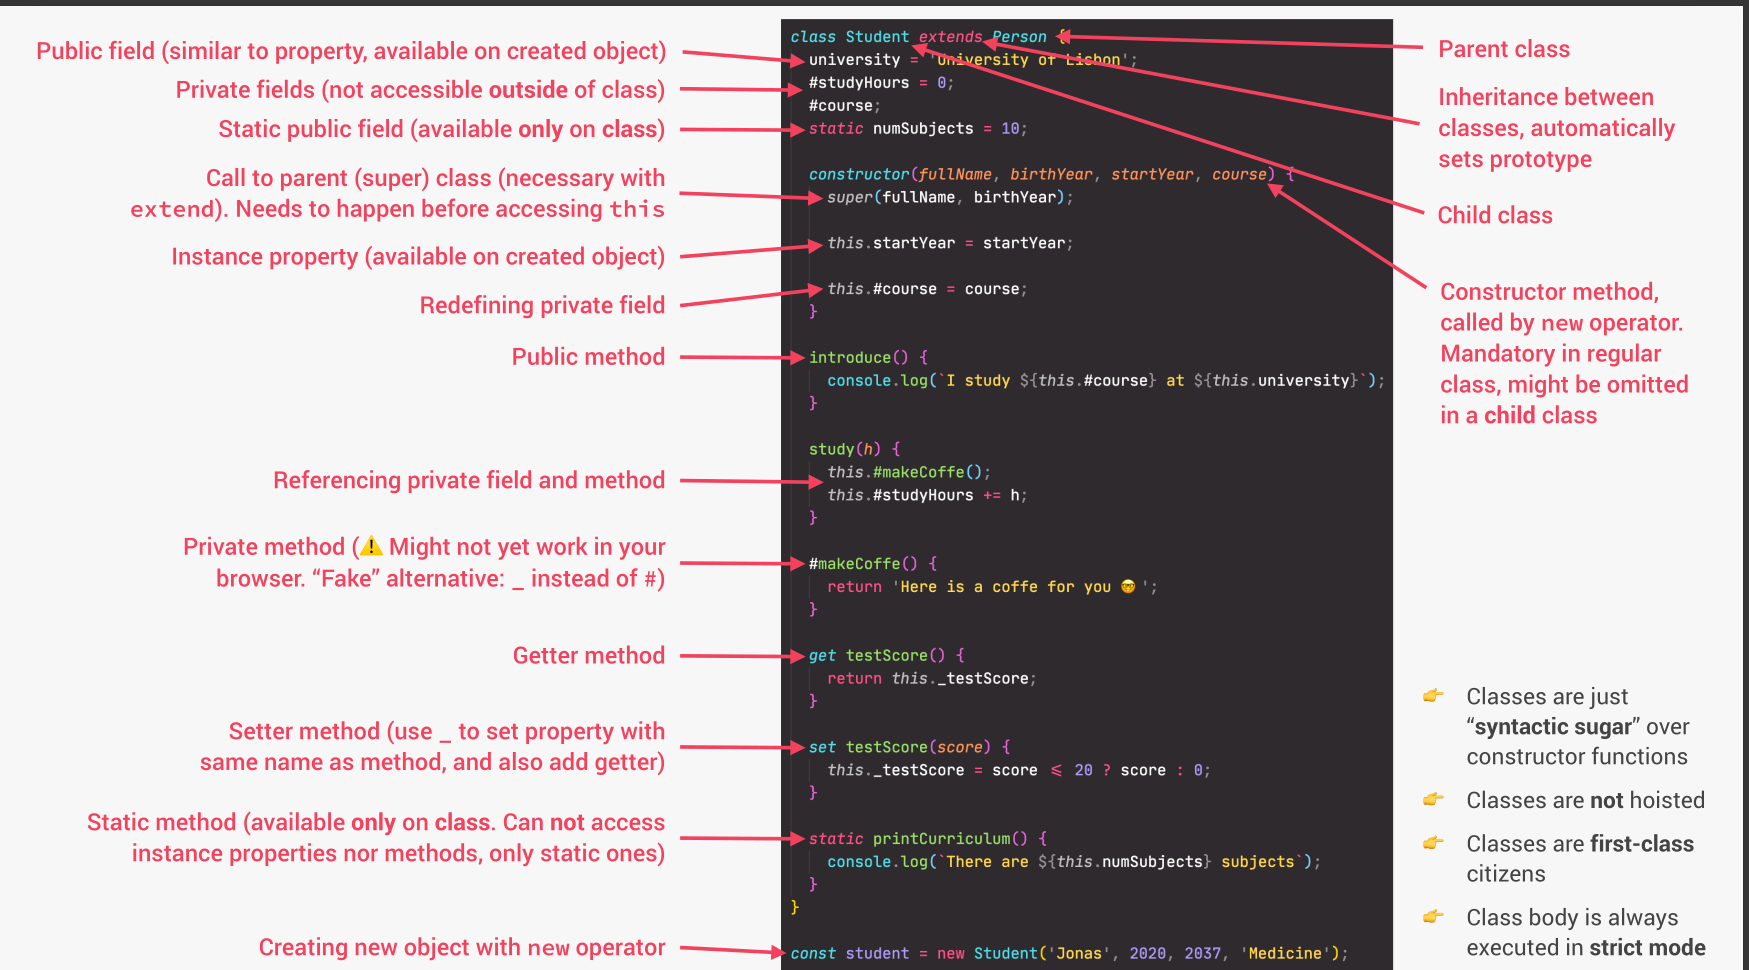 Public field (similar to property, available on created object)
Private fields (not accessible outside of class)
Static public field (available only on class)
Call to parent (super) class (necessary with
extend). Needs to happen before accessing this
Instance property (available on created object)
Redefining private field
Public method
Referencing private field and method
Private method (⚠️ Might not yet work in your
browser. “Fake” alternative: _ instead of #)
Getter method
Setter method (use _ to set property with
same name as method, and also add getter)
Static method (available only on class. Can not access
instance properties nor methods, only static ones)
Creating new object with new operator
class Student extends Person {
university = 'University of Lisbon';
#studyHours = 0;
#course;
static numSubjects = 10;
constructor(fullName, birthYear, startYear, course) {
super(fullName, birthYear);
this.startYear = startYear;
this.#course = course;
}
introduce() {
console.log(`I study ${this.#course} at ${this.university}`);
}
study(h) {
this.#makeCoffe();
this.#studyHours += h;
}
#makeCoffe() {
return 'Here is a coffe for you 🤓';
}
get testScore() {
return this._testScore;
}
set testScore(score) {
this._testScore = score ≤ 20 ? score : 0;
}
static printCurriculum() {
console.log(`There are ${this.numSubjects} subjects`);
}
}
const student = new Student('Jonas', 2020, 2037, 'Medicine');
Parent class
Inheritance between
classes, automatically
sets prototype
Child class
Constructor method,
called by new operator.
Mandatory in regular
class, might be omitted
in a child class
👉 Classes are just
“syntactic sugar” over
constructor functions
👉 Classes are not hoisted
👉 Classes are first-class
citizens
👉 Class body is always
executed in strict mode